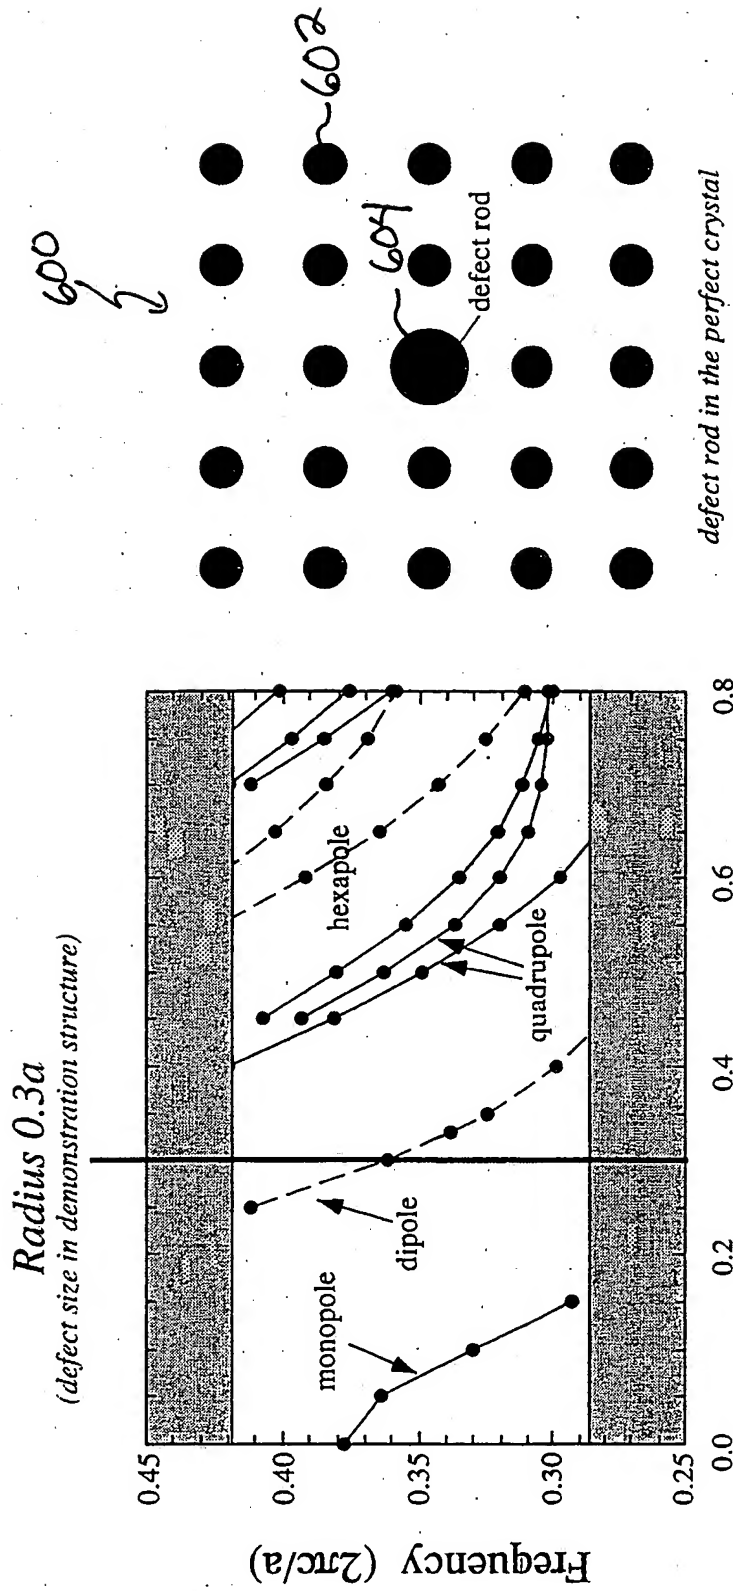 Radius 0.3a
(defect size in demonstration structure)
0.45
0.40
0.35
0.30
0.25
Frequency (2πc/a)
0.0
0.2
0.4
0.6
0.8
monopole
dipole
quadrupole
hexapole
600
602
604
defect rod
defect rod in the perfect crystal